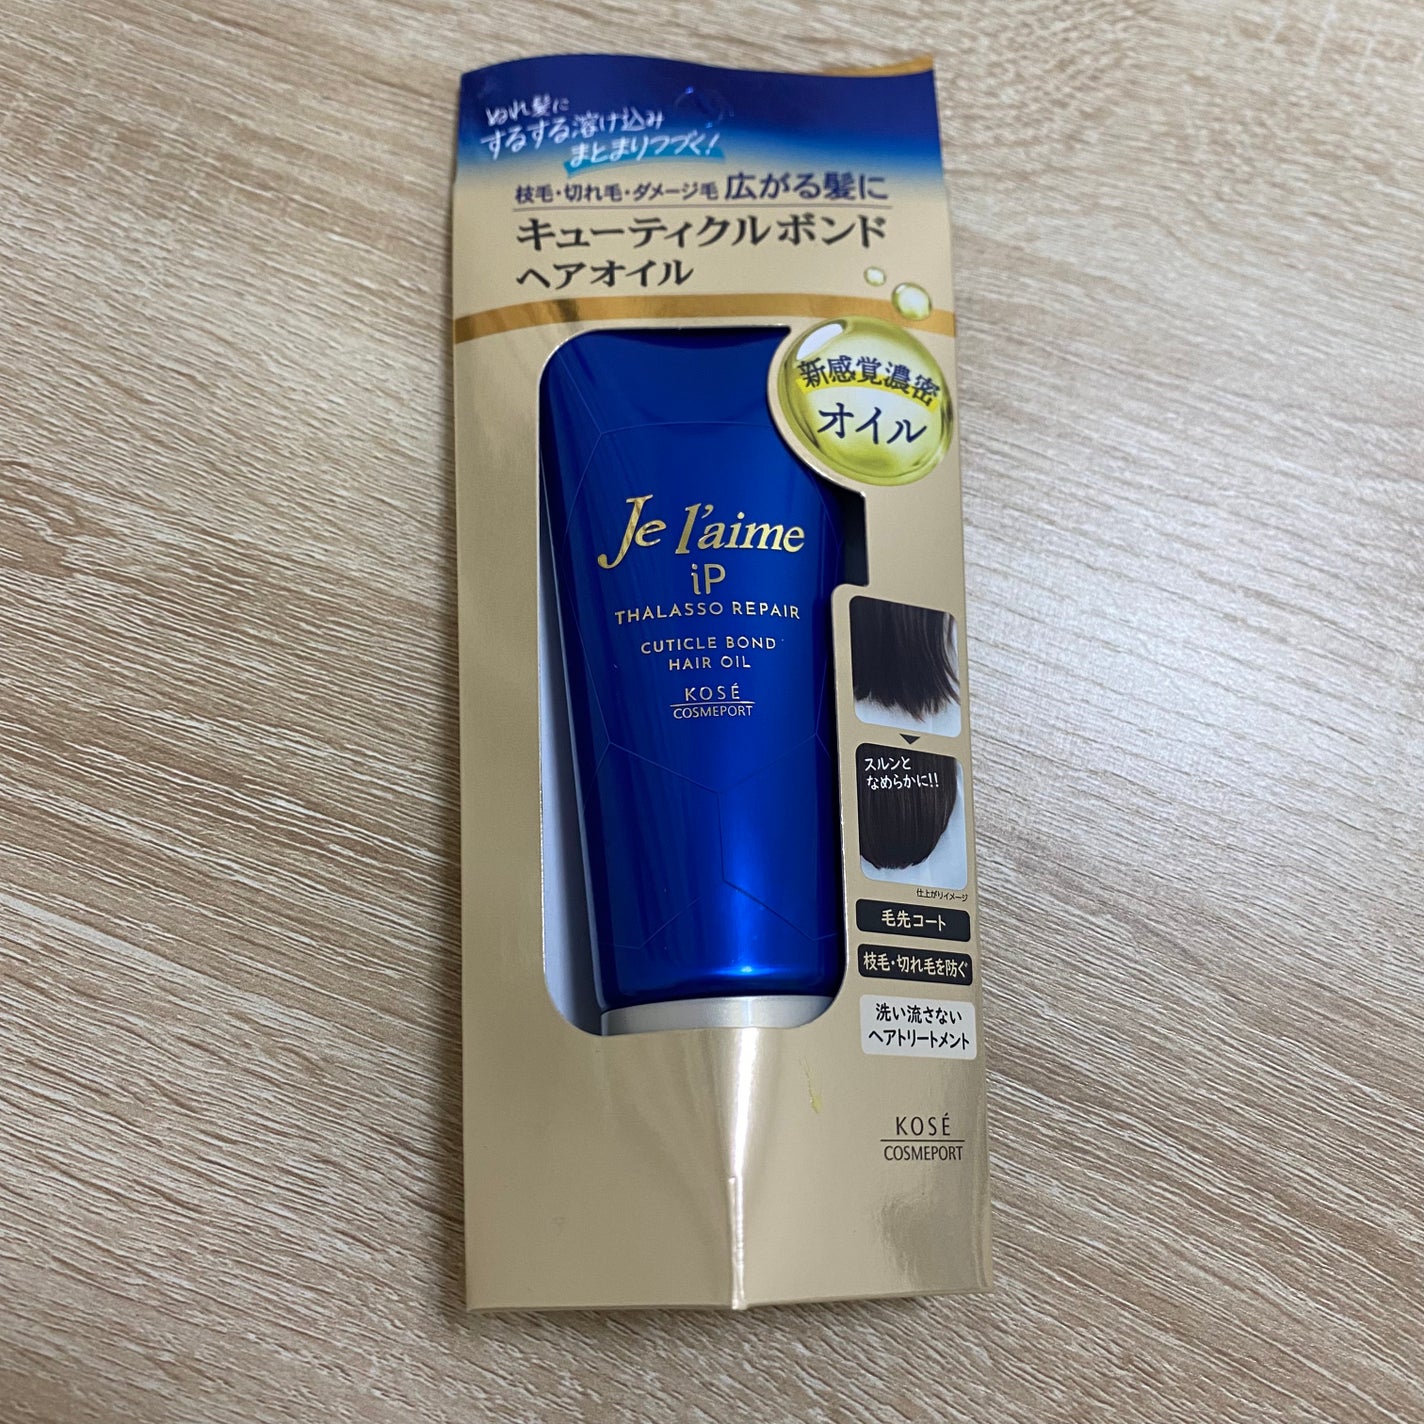 ぬれ髪に
するする溶け込み
まとまりつづく!
枝毛・切れ毛・ダメージ毛 広がる髪に
キューティクルボンド
ヘアオイル
新感覚濃密
オイル
Je l'aime
iP
THALASSO REPAIR
CUTICLE BOND
HAIR OIL
KOSÉ
COSMEPORT
スルンと
なめらかに!!
仕上がりイメージ
毛先コート
枝毛・切れ毛を防ぐ
洗い流さない
ヘアトリートメント
KOSÉ
COSMEPORT